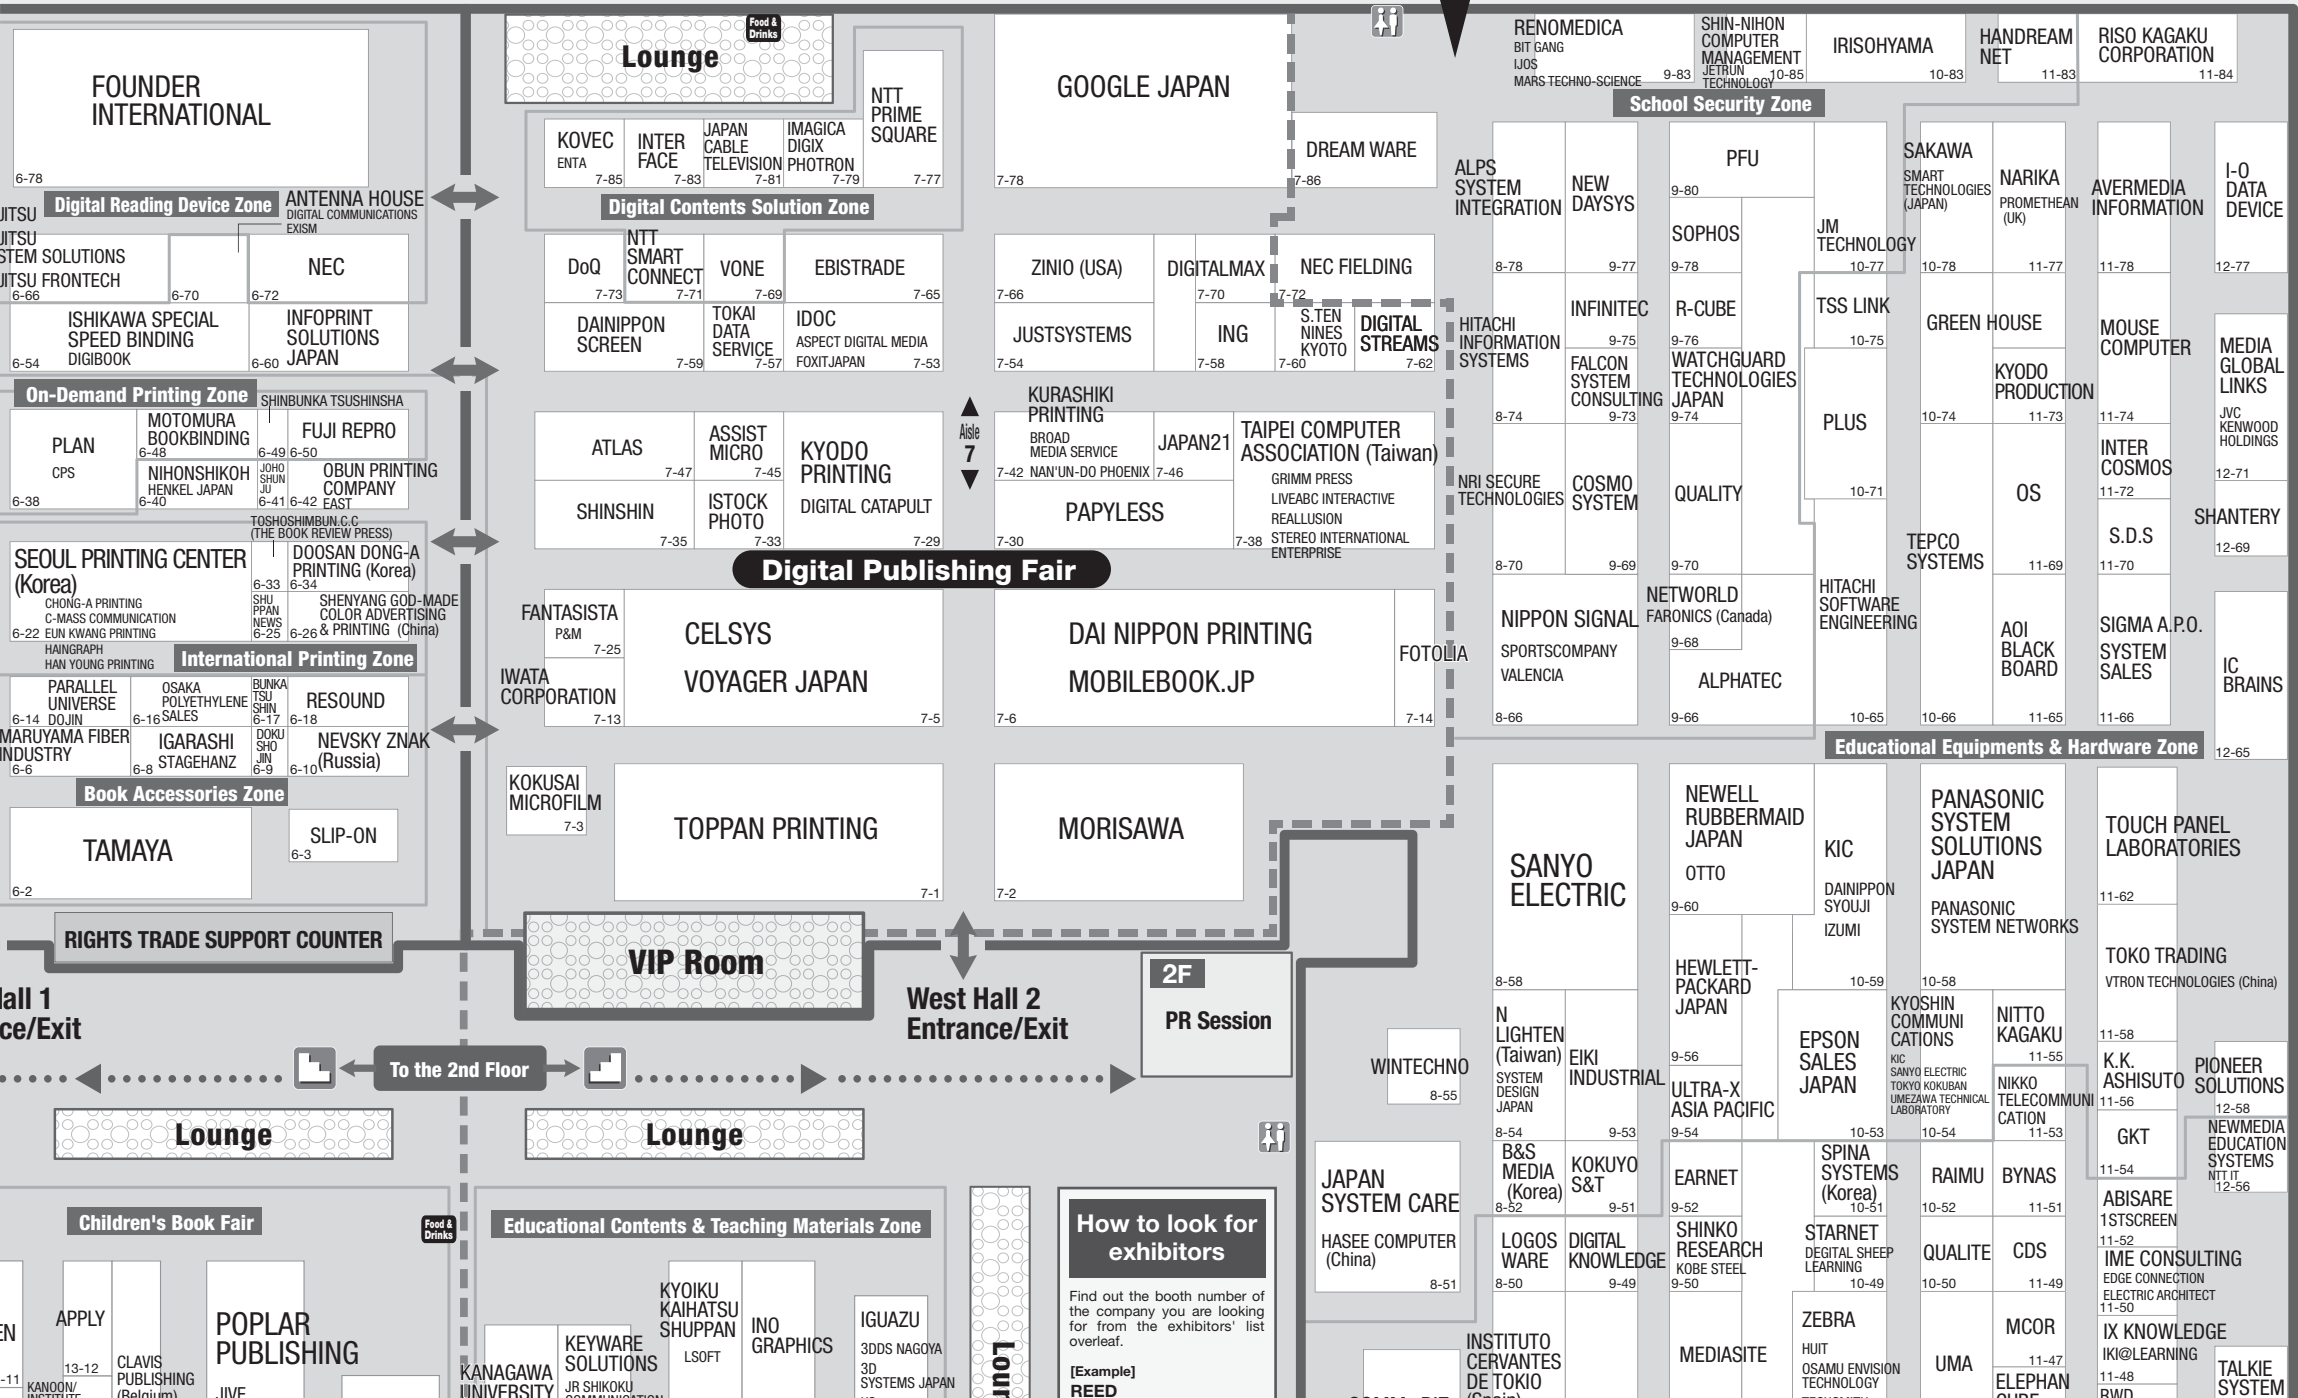 FOUNDER
INTERNATIONAL
6-78
Digital Reading Device Zone
ANTENNA HOUSE
DIGITAL COMMUNICATIONS
EXISM
JITSU
JITSU
STEM SOLUTIONS
JITSU FRONTECH
6-66
6-70
NEC
6-72
ISHIKAWA SPECIAL
SPEED BINDING
DIGIBOOK
6-54
INFOPRINT
SOLUTIONS
JAPAN
6-60
On-Demand Printing Zone
SHINBUNKA TSUSHINSHA
PLAN
CPS
6-38
MOTOMURA
BOOKBINDING
6-48
6-49
FUJI REPRO
6-50
NIHONSHIKOH
HENKEL JAPAN
6-40
JOHO
SHUN
JU
6-41
OBUN PRINTING
COMPANY
EAST
6-42
TOSHOSHIMBUN.C.C
(THE BOOK REVIEW PRESS)
SEOUL PRINTING CENTER
(Korea)
CHONG-A PRINTING
C-MASS COMMUNICATION
6-22 EUN KWANG PRINTING
HAINGRAPH
HAN YOUNG PRINTING
6-33
DOOSAN DONG-A
PRINTING (Korea)
6-34
SHU
PPAN
NEWS
6-25
SHENYANG GOD-MADE
COLOR ADVERTISING
& PRINTING (China)
6-26
International Printing Zone
PARALLEL
UNIVERSE
DOJIN
6-14
OSAKA
POLYETHYLENE
SALES
6-16
BUNKA
TSU
SHIN
6-17
RESOUND
6-18
MARUYAMA FIBER
INDUSTRY
6-6
IGARASHI
STAGEHANZ
6-8
DOKU
SHO
JIN
6-9
NEVSKY ZNAK
(Russia)
6-10
Book Accessories Zone
TAMAYA
6-2
SLIP-ON
6-3
RIGHTS TRADE SUPPORT COUNTER
Hall 1
ce/Exit
Lounge
Food &
Drinks
KOVEC
ENTA
7-85
INTER
FACE
7-83
JAPAN
CABLE
TELEVISION
7-81
IMAGICA
DIGIX
PHOTRON
7-79
NTT
PRIME
SQUARE
7-77
Digital Contents Solution Zone
DoQ
7-73
NTT
SMART
CONNECT
7-71
VONE
7-69
EBISTRADE
7-65
DAINIPPON
SCREEN
7-59
TOKAI
DATA
SERVICE
7-57
IDOC
ASPECT DIGITAL MEDIA
FOXITJAPAN
7-53
ATLAS
7-47
ASSIST
MICRO
7-45
KYODO
PRINTING
DIGITAL CATAPULT
7-29
SHINSHIN
7-35
ISTOCK
PHOTO
7-33
Aisle
7
Digital Publishing Fair
FANTASISTA
P&M
7-25
IWATA
CORPORATION
7-13
CELSYS
VOYAGER JAPAN
7-5
KOKUSAI
MICROFILM
7-3
TOPPAN PRINTING
7-1
VIP Room
GOOGLE JAPAN
7-78
DREAM WARE
7-86
ZINIO (USA)
7-66
DIGITALMAX
7-70
NEC FIELDING
7-72
JUSTSYSTEMS
7-54
ING
7-58
S.TEN
NINES
KYOTO
7-60
DIGITAL
STREAMS
7-62
KURASHIKI
PRINTING
BROAD
MEDIA SERVICE
7-42 NAN'UN-DO PHOENIX
JAPAN21
7-46
TAIPEI COMPUTER
ASSOCIATION (Taiwan)
GRIMM PRESS
LIVEABC INTERACTIVE
REALLUSION
STEREO INTERNATIONAL
ENTERPRISE
7-38
PAPYLESS
7-30
DAI NIPPON PRINTING
MOBILEBOOK.JP
7-6
FOTOLIA
7-14
MORISAWA
7-2
West Hall 2
Entrance/Exit
2F
PR Session
To the 2nd Floor
Lounge
Lounge
Children's Book Fair
Food &
Drinks
Educational Contents & Teaching Materials Zone
EN
-11
APPLY
13-12
KANOON/
INSTITUTE
CLAVIS
PUBLISHING
(Belgium)
POPLAR
PUBLISHING
JIVE
KANAGAWA
UNIVERSITY
KEYWARE
SOLUTIONS
JR SHIKOKU
COMMUNICATION
KYOIKU
KAIHATSU
SHUPPAN
LSOFT
INO
GRAPHICS
IGUAZU
3DDS NAGOYA
3D
SYSTEMS JAPAN
Loun
How to look for
exhibitors
Find out the booth number of
the company you are looking
for from the exhibitors' list
overleaf.
[Example]
REED
RENOMEDICA
BIT GANG
IJOS
MARS TECHNO-SCIENCE
9-83
SHIN-NIHON
COMPUTER
MANAGEMENT
JETRUN
TECHNOLOGY
10-85
IRISOHYAMA
10-83
HANDREAM
NET
11-83
RISO KAGAKU
CORPORATION
11-84
School Security Zone
ALPS
SYSTEM
INTEGRATION
8-78
NEW
DAYSYS
9-77
PFU
9-80
SOPHOS
9-78
JM
TECHNOLOGY
10-77
SAKAWA
SMART
TECHNOLOGIES
(JAPAN)
10-78
NARIKA
PROMETHEAN
(UK)
11-77
AVERMEDIA
INFORMATION
11-78
I-O
DATA
DEVICE
12-77
HITACHI
INFORMATION
SYSTEMS
8-74
INFINITEC
9-75
FALCON
SYSTEM
CONSULTING
9-73
R-CUBE
9-76
WATCHGUARD
TECHNOLOGIES
JAPAN
9-74
TSS LINK
10-75
PLUS
10-71
GREEN HOUSE
10-74
KYODO
PRODUCTION
11-73
MOUSE
COMPUTER
11-74
MEDIA
GLOBAL
LINKS
JVC
KENWOOD
HOLDINGS
12-71
NRI SECURE
TECHNOLOGIES
8-70
COSMO
SYSTEM
9-69
QUALITY
9-70
TEPCO
SYSTEMS
10-66
OS
11-69
INTER
COSMOS
11-72
S.D.S
11-70
SHANTERY
12-69
NIPPON SIGNAL
SPORTSCOMPANY
VALENCIA
8-66
NETWORLD
FARONICS (Canada)
9-68
ALPHATEC
9-66
HITACHI
SOFTWARE
ENGINEERING
10-65
AOI
BLACK
BOARD
11-65
SIGMA A.P.O.
SYSTEM
SALES
11-66
IC
BRAINS
12-65
Educational Equipments & Hardware Zone
SANYO
ELECTRIC
8-58
NEWELL
RUBBERMAID
JAPAN
OTTO
9-60
KIC
DAINIPPON
SYOUJI
IZUMI
10-59
PANASONIC
SYSTEM
SOLUTIONS
JAPAN
PANASONIC
SYSTEM NETWORKS
10-58
TOUCH PANEL
LABORATORIES
11-62
TOKO TRADING
VTRON TECHNOLOGIES (China)
11-58
HEWLETT-
PACKARD
JAPAN
9-56
WINTECHNO
8-55
N
LIGHTEN
(Taiwan)
SYSTEM
DESIGN
JAPAN
8-54
EIKI
INDUSTRIAL
9-53
ULTRA-X
ASIA PACIFIC
9-54
EPSON
SALES
JAPAN
10-53
KYOSHIN
COMMUNI
CATIONS
KIC
SANYO ELECTRIC
TOKYO KOKUBAN
UMEZAWA TECHNICAL
LABORATORY
10-54
NITTO
KAGAKU
11-55
NIKKO
TELECOMMUNI
CATION
11-53
K.K.
ASHISUTO
11-56
PIONEER
SOLUTIONS
12-58
GKT
11-54
NEWMEDIA
EDUCATION
SYSTEMS
NTT IT
12-56
JAPAN
SYSTEM CARE
HASEE COMPUTER
(China)
8-51
B&S
MEDIA
(Korea)
8-52
KOKUYO
S&T
9-51
EARNET
9-52
SPINA
SYSTEMS
(Korea)
10-51
RAIMU
10-52
BYNAS
11-51
ABISARE
1STSCREEN
11-52
LOGOS
WARE
8-50
DIGITAL
KNOWLEDGE
9-49
SHINKO
RESEARCH
KOBE STEEL
9-50
STARNET
DEGITAL SHEEP
LEARNING
10-49
QUALITE
10-50
CDS
11-49
IME CONSULTING
EDGE CONNECTION
ELECTRIC ARCHITECT
11-50
INSTITUTO
CERVANTES
DE TOKIO
(Spain)
MEDIASITE
ZEBRA
HUIT
OSAMU ENVISION
TECHNOLOGY
UMA
MCOR
11-47
ELEPHAN
IX KNOWLEDGE
IKI@LEARNING
11-48
TALKIE
SYSTEM